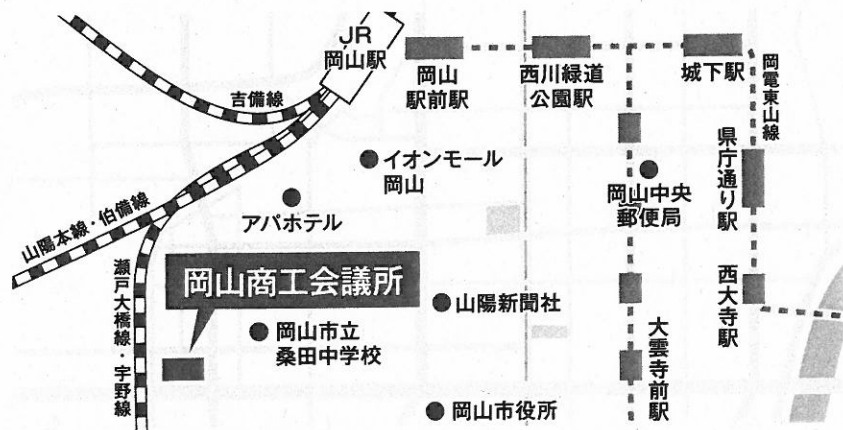 JR
岡山駅
岡山
駅前駅
西川緑道
公園駅
城下駅
岡電東山線
吉備線
イオンモール
岡山
県庁通り駅
岡山中央
郵便局
アパホテル
山陽本線・伯備線
瀬戸大橋線・宇野線
岡山商工会議所
山陽新聞社
西大寺駅
岡山市立
桑田中学校
大雲寺前駅
岡山市役所